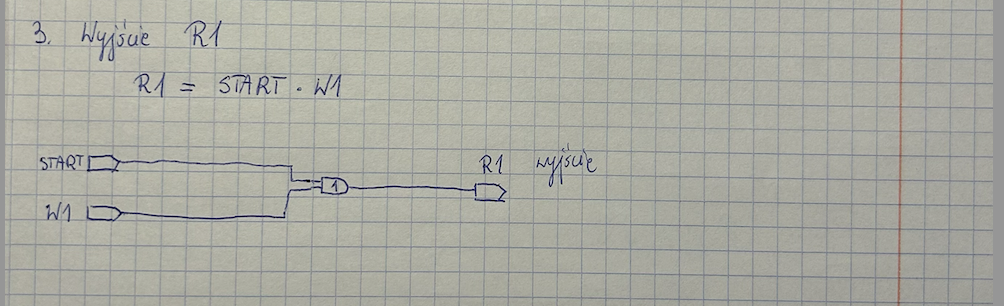 3. Wyjście R1
R1 = START · W1
START
R1 wyjście
1
W1